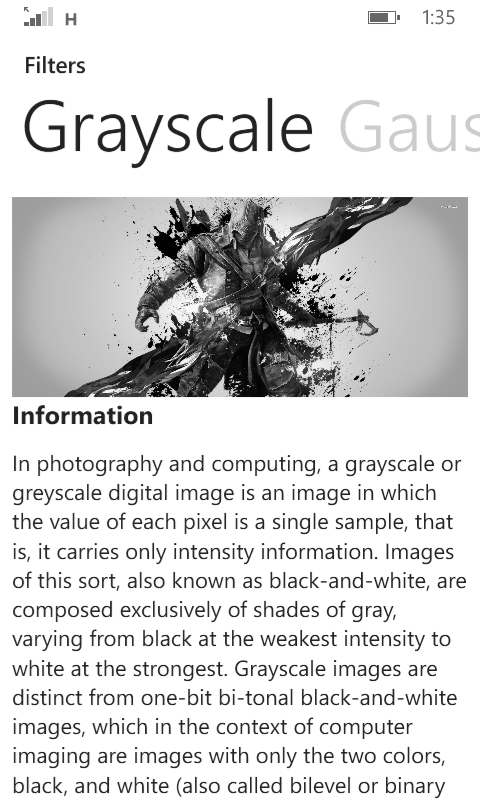 H
1:35
Filters
Grayscale Gaus
Information
In photography and computing, a grayscale or
greyscale digital image is an image in which
the value of each pixel is a single sample, that
is, it carries only intensity information. Images
of this sort, also known as black-and-white, are
composed exclusively of shades of gray,
varying from black at the weakest intensity to
white at the strongest. Grayscale images are
distinct from one-bit bi-tonal black-and-white
images, which in the context of computer
imaging are images with only the two colors,
black, and white (also called bilevel or binary